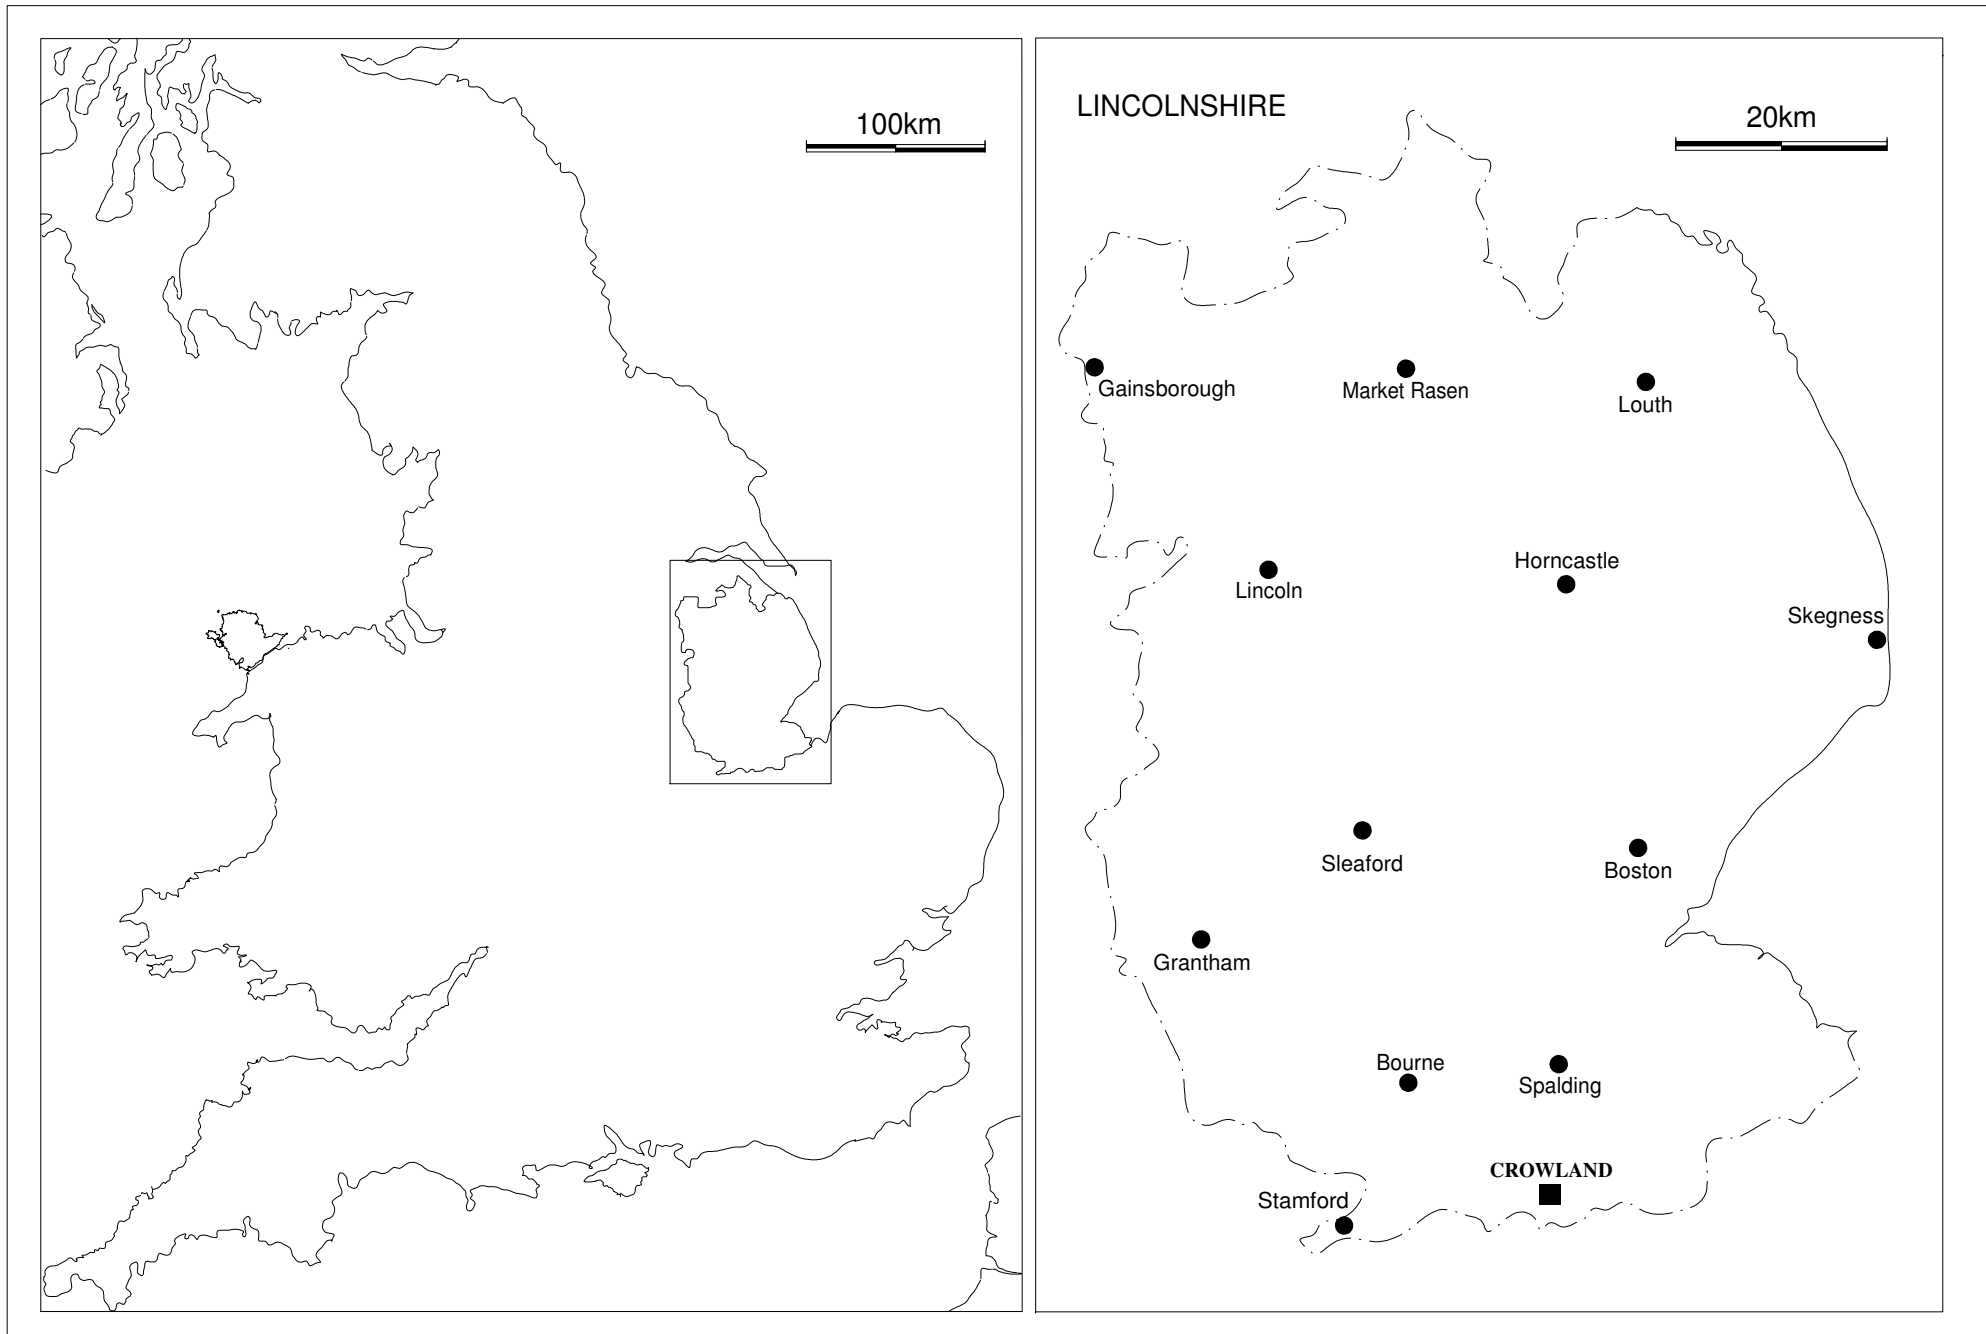 100km
LINCOLNSHIRE
20km
Gainsborough
Market Rasen
Louth
Horncastle
Lincoln
Skegness
Sleaford
Boston
Grantham
Bourne
Spalding
CROWLAND
Stamford